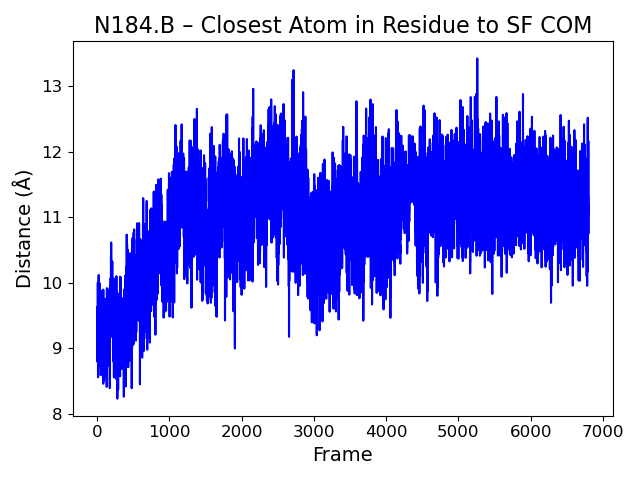 N184.B – Closest Atom in Residue to SF COM
13
12
11
10
9
8
Distance (Å)
0 1000 2000 3000 4000 5000 6000 7000
Frame